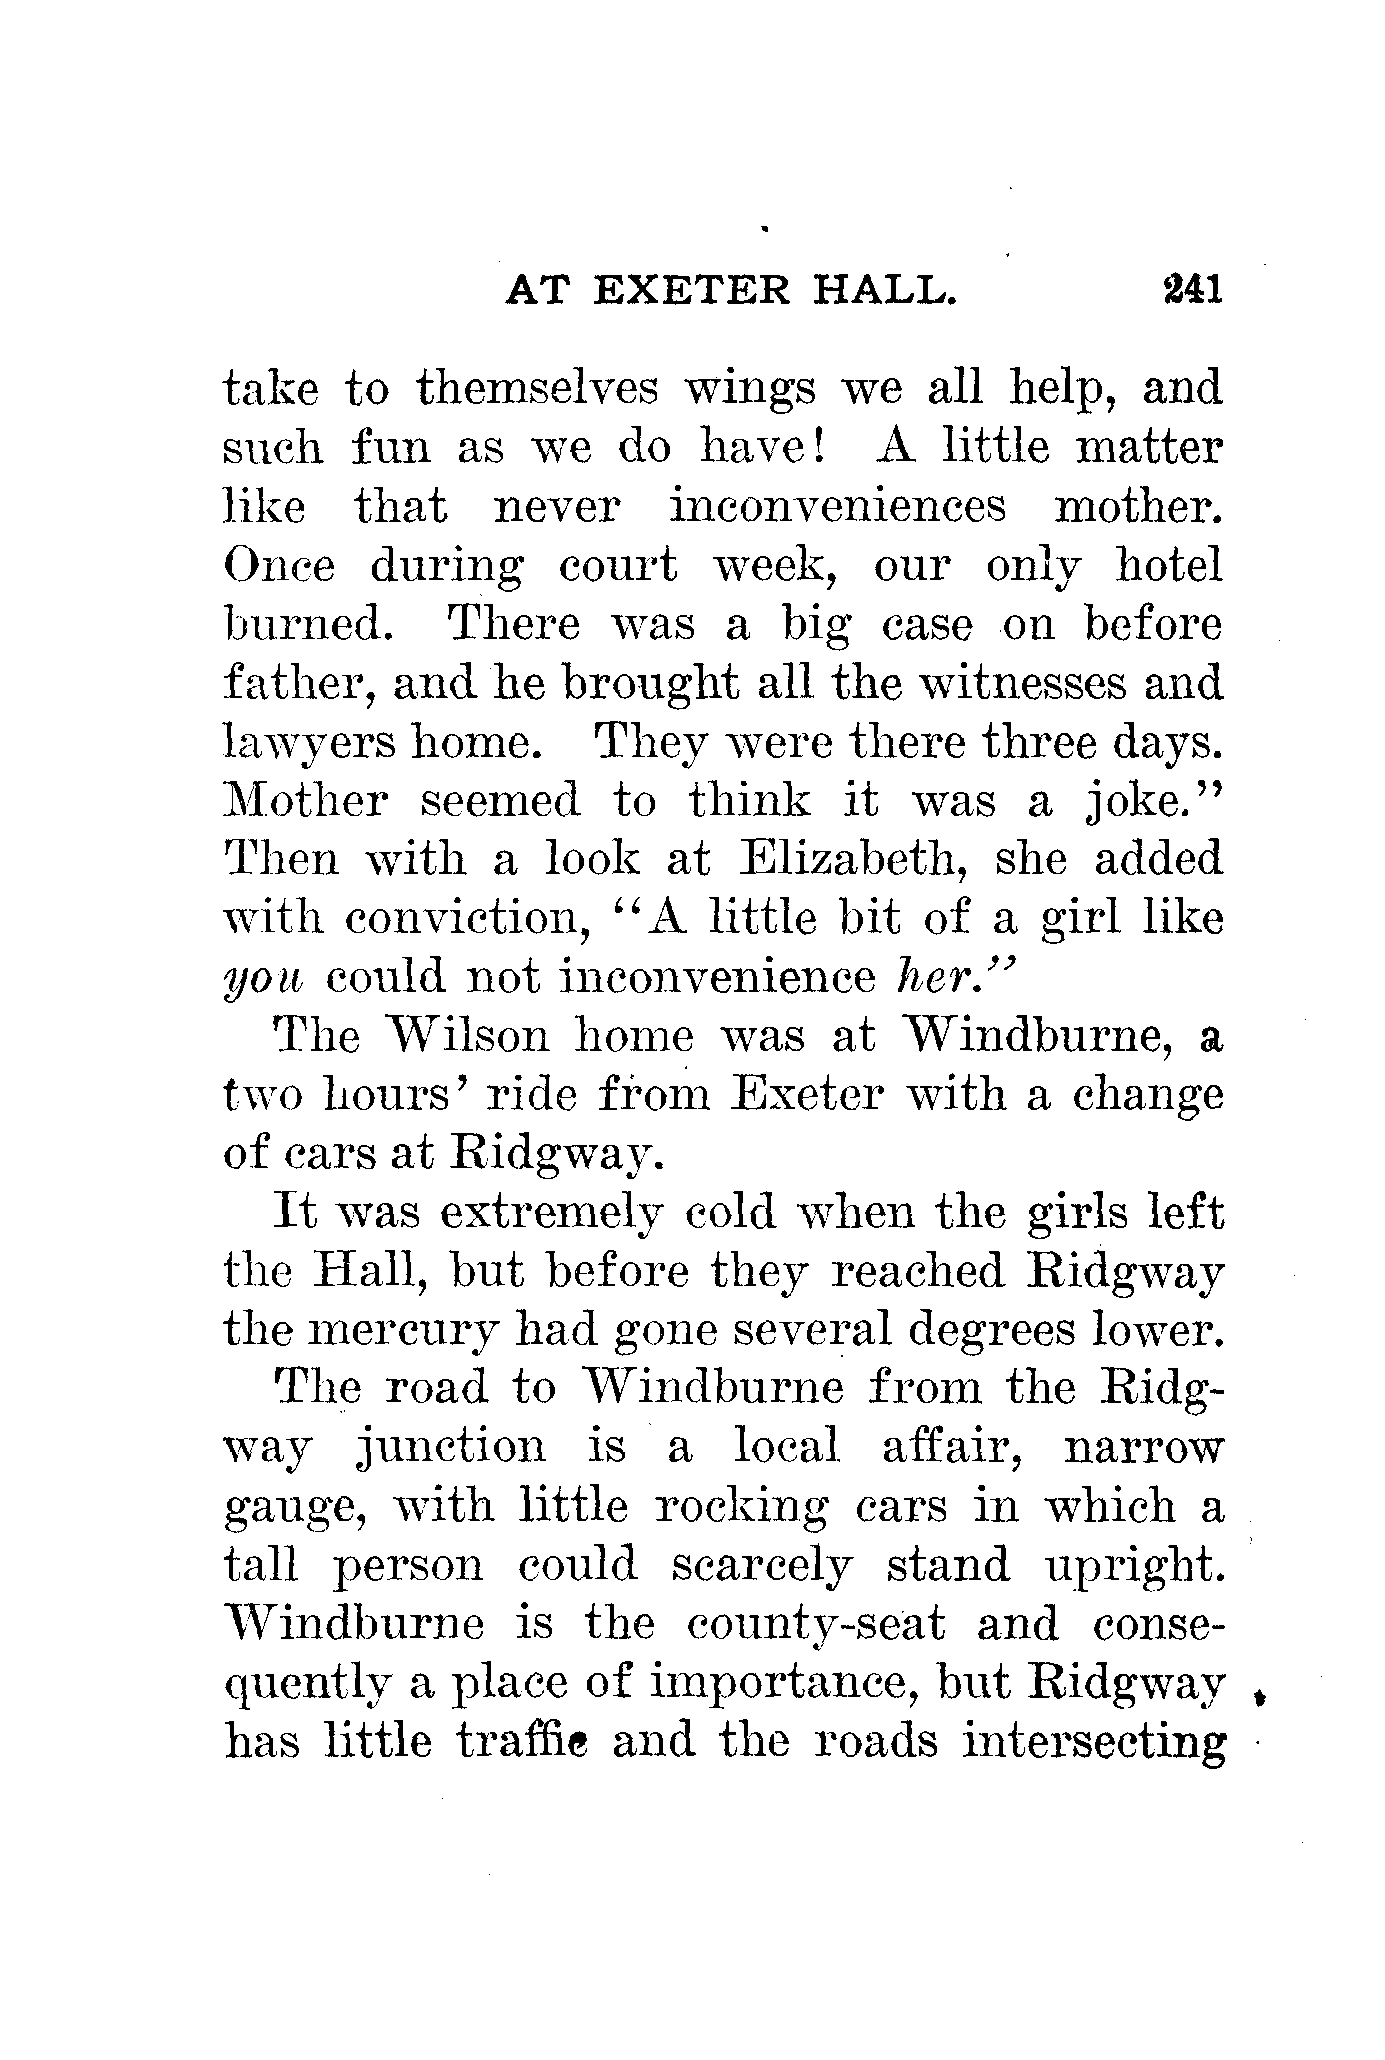 AT EXETER HALL. 241
take to themselves wings we all help, and
such fun as we do have! A little matter
like that never inconveniences mother.
Once during court week, our only hotel
burned. There was a big case on before
father, and he brought all the witnesses and
lawyers home. They were there three days.
Mother seemed to think it was a joke.”
Then with a look at Elizabeth, she added
with conviction, “A little bit of a girl like
you could not inconvenience her.”
The Wilson home was at Windburne, a
two hours’ ride from Exeter with a change
of cars at Ridgway.
It was extremely cold when the girls left
the Hall, but before they reached Ridgway
the mercury had gone several degrees lower.
The road to Windburne from the Ridg-
way junction is a local affair, narrow
gauge, with little rocking cars in which a
tall person could scarcely stand upright.
Windburne is the county-seat and conse-
quently a place of importance, but Ridgway
has little traffic and the roads intersecting